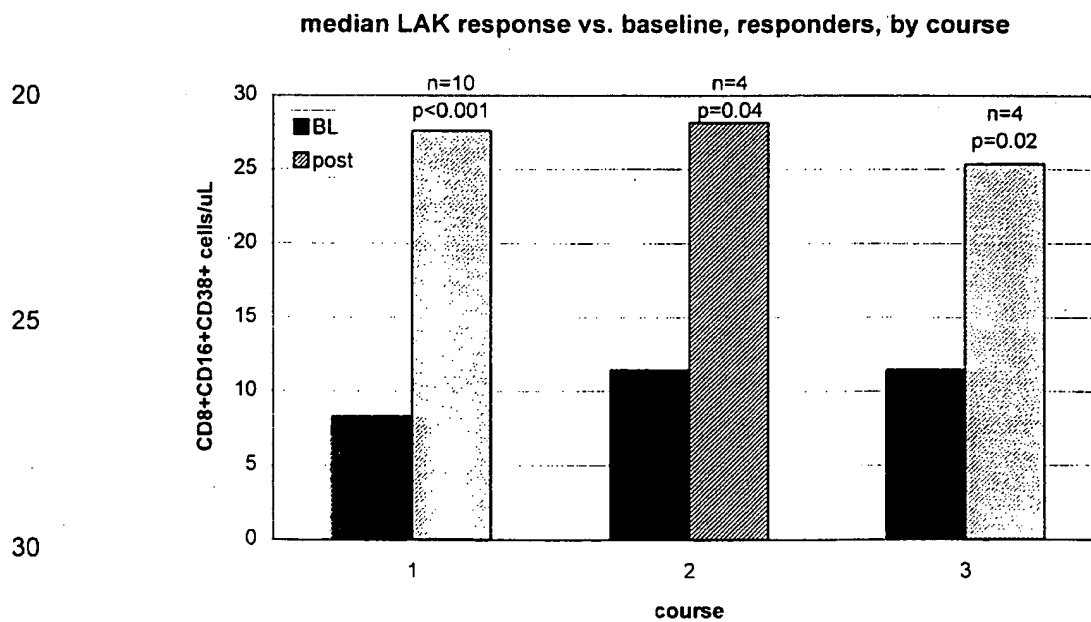 median LAK response vs. baseline, responders, by course
20
25
30
CD8+CD16+CD38+ cells/uL
30
25
20
15
10
5
0
BL
post
n=10
p<0.001
n=4
p=0.04
n=4
p=0.02
1
2
3
course